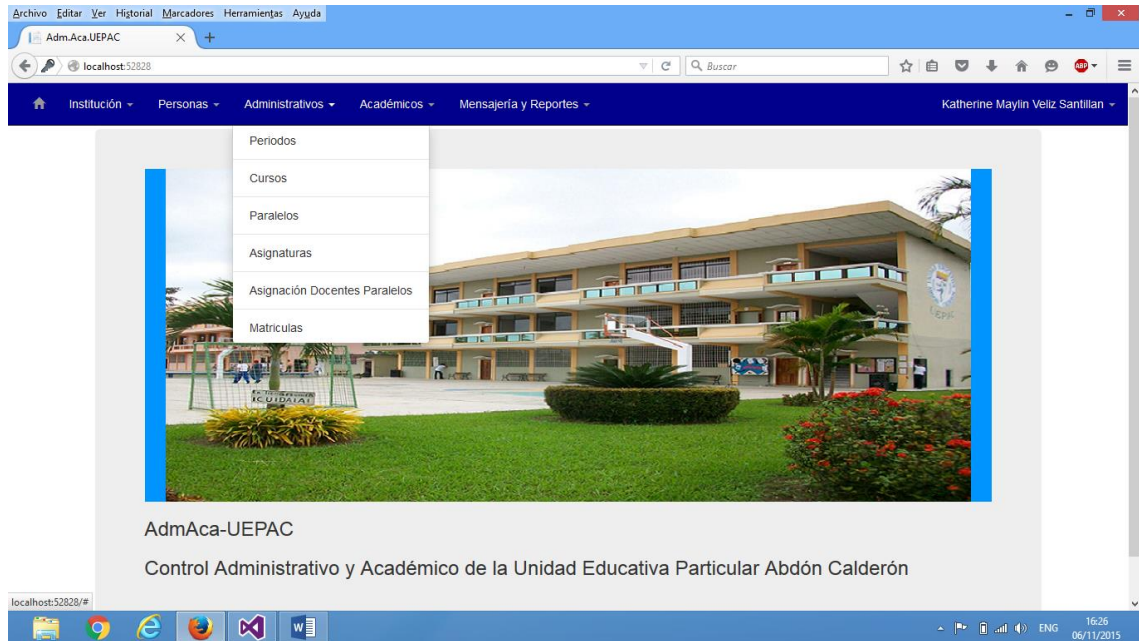 Archivo Editar Ver Historial Marcadores Herramientas Ayuda
Adm.Aca.UEPAC
localhost:52828
Buscar
ABP
Institución Personas Administrativos Académicos Mensajería y Reportes Katherine Maylin Veliz Santillan
Periodos
Cursos
Paralelos
Asignaturas
Asignación Docentes Paralelos
Matriculas
UEPAC
AdmAca-UEPAC
Control Administrativo y Académico de la Unidad Educativa Particular Abdón Calderón
localhost:52828/#
ENG
16:26
06/11/2015